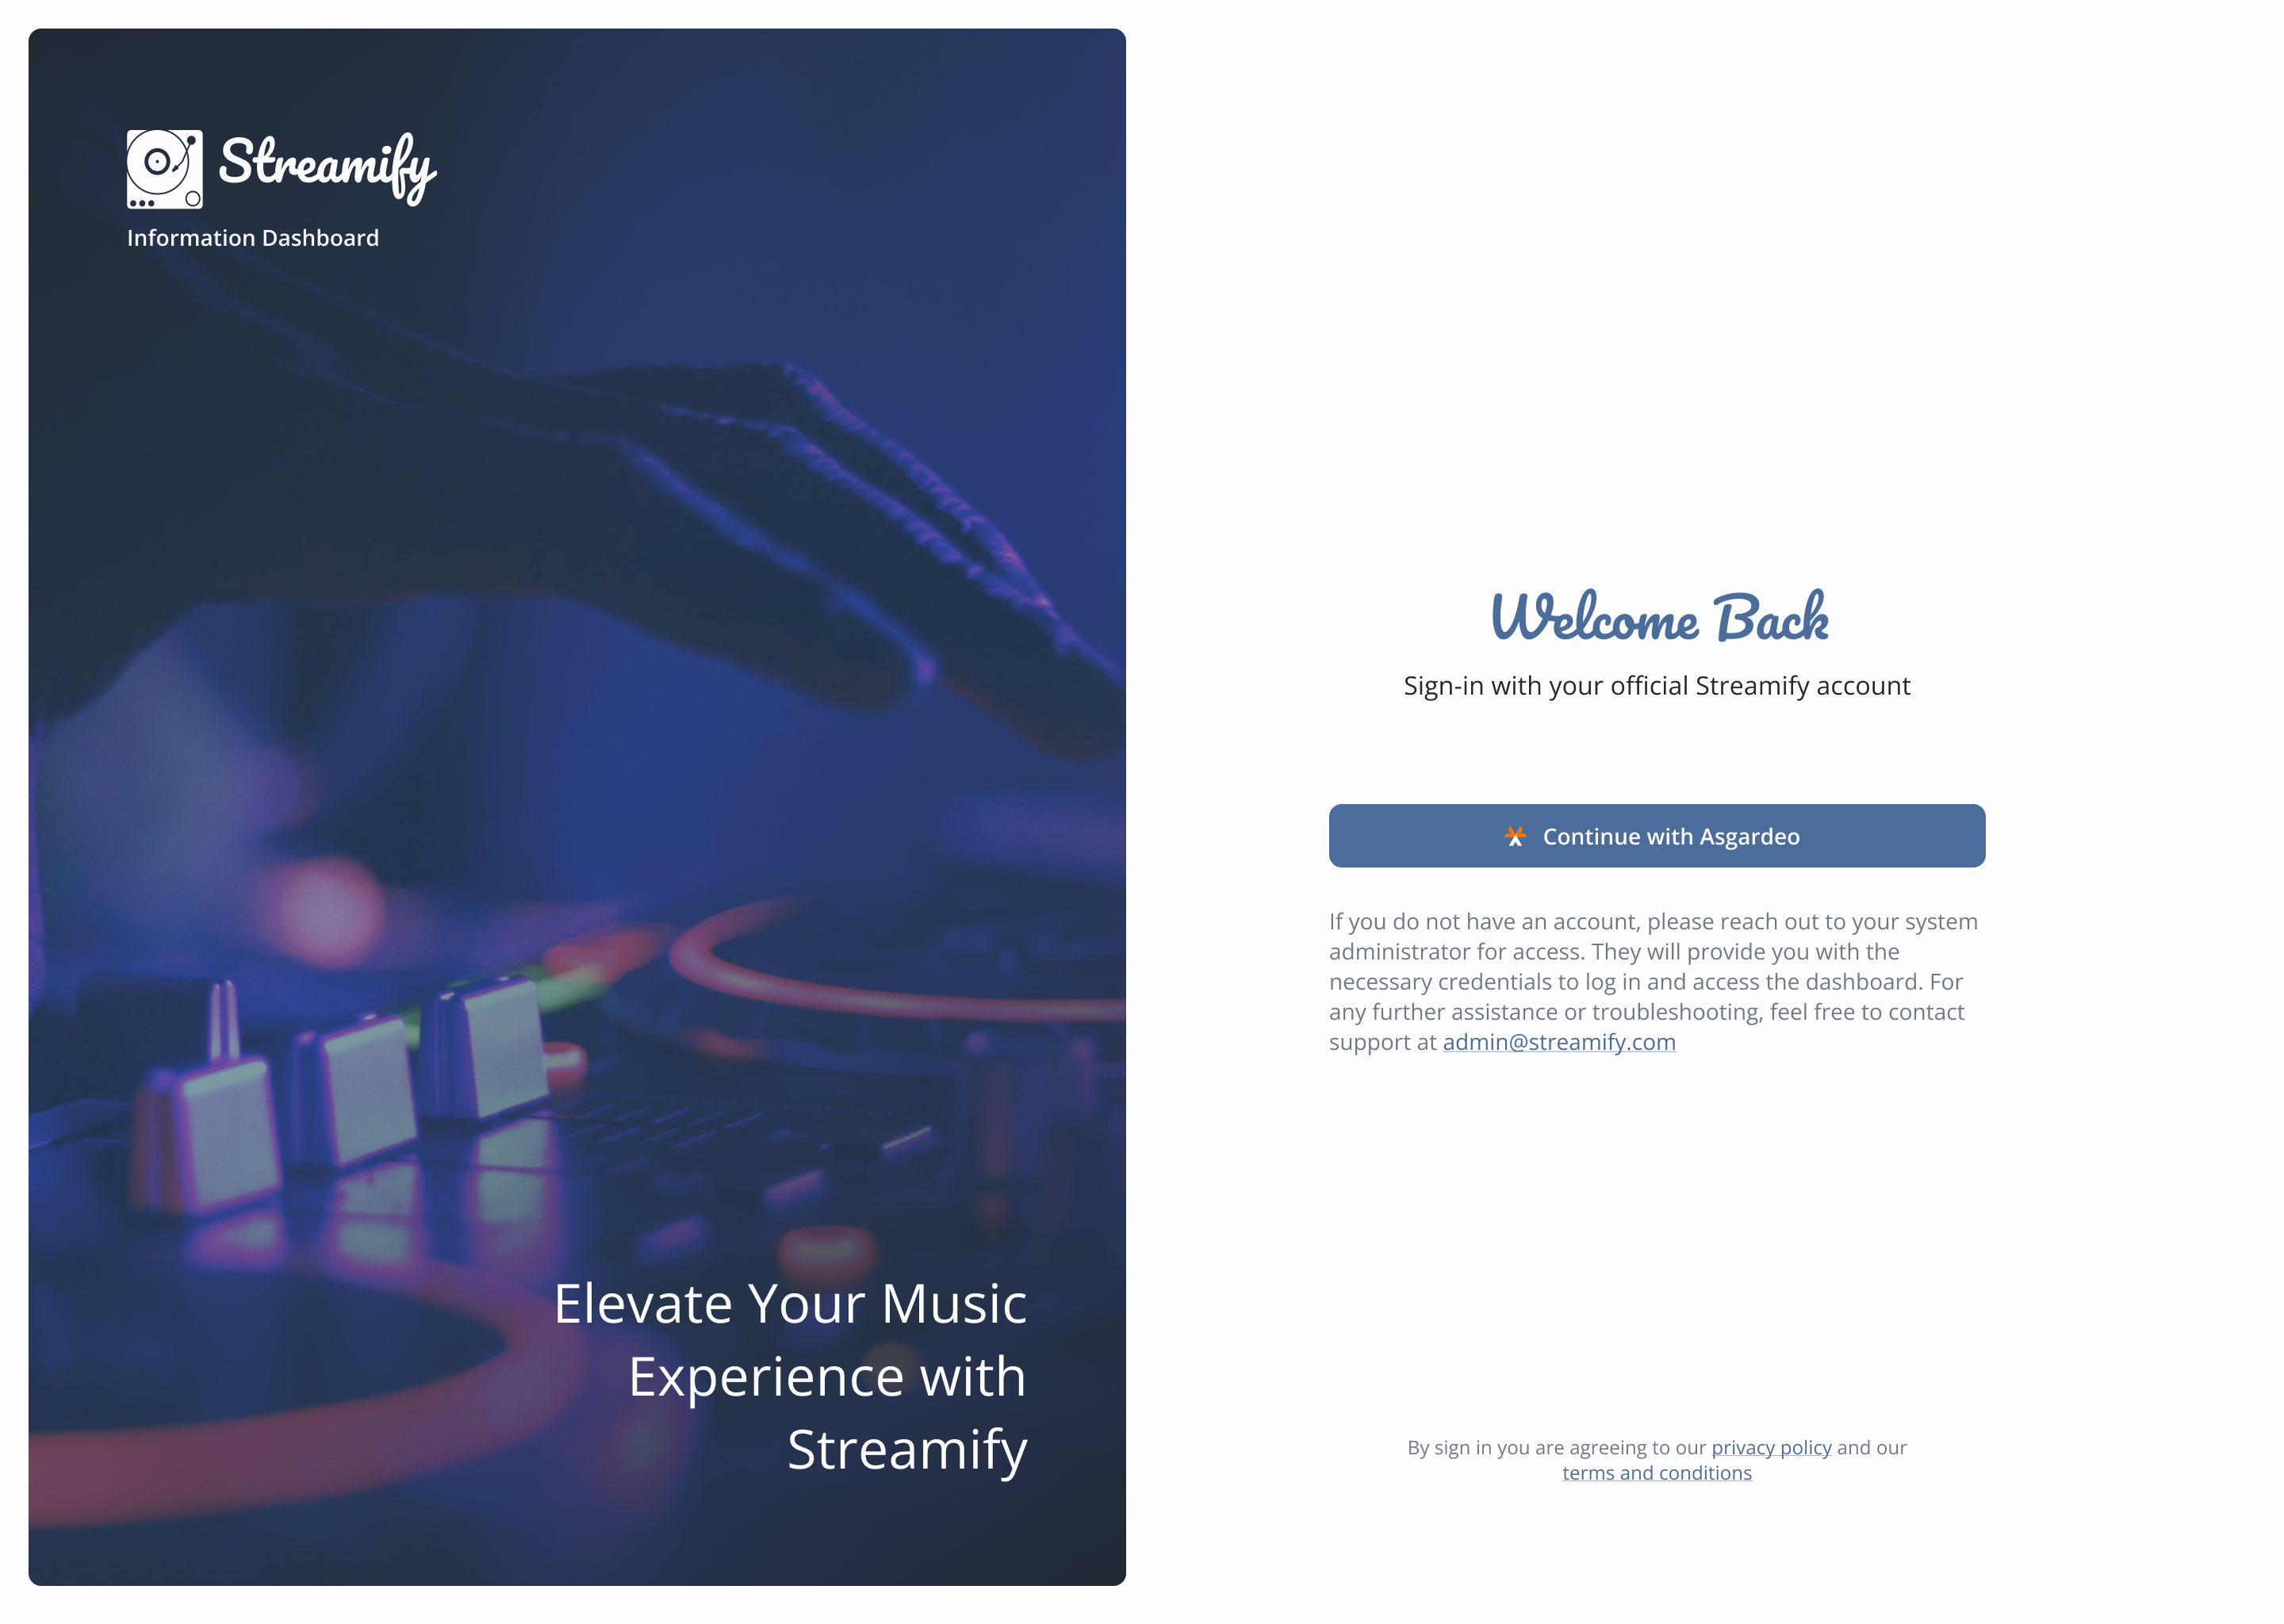 Streamify
Information Dashboard
Elevate Your Music
Experience with
Streamify
Welcome Back
Sign-in with your official Streamify account
Continue with Asgardeo
If you do not have an account, please reach out to your system
administrator for access. They will provide you with the
necessary credentials to log in and access the dashboard. For
any further assistance or troubleshooting, feel free to contact
support at admin@streamify.com
By sign in you are agreeing to our privacy policy and our
terms and conditions